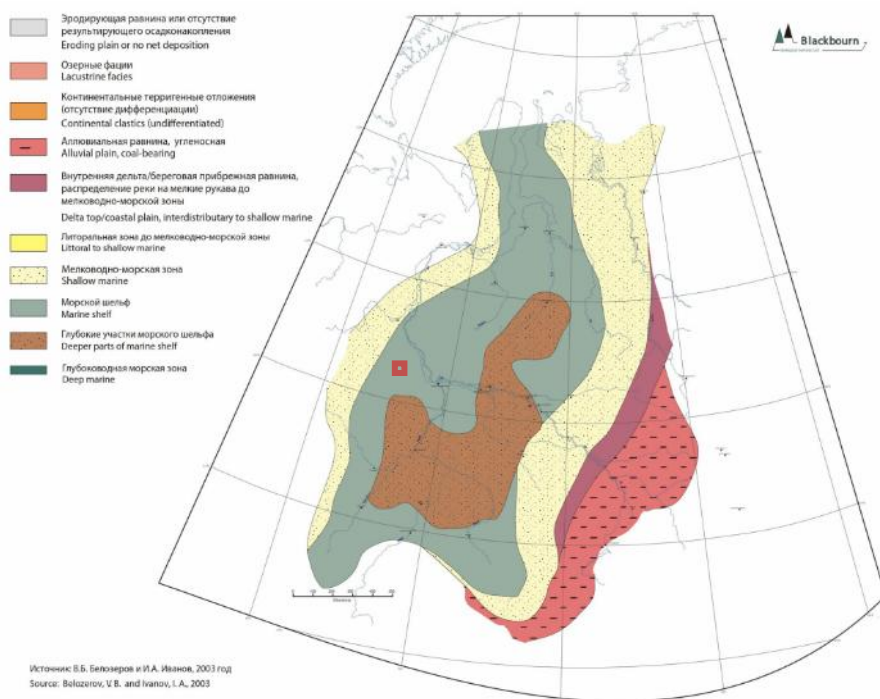 Эродирующая равнина или отсутствие
результирующего осадконакопления
Eroding plain or no net deposition
Озерные фации
Lacustrine facies
Континентальные терригенные отложения
(отсутствие дифференциации)
Continental clastics (undifferentiated)
Аллювиальная равнина, угленосная
Alluvial plain, coal-bearing
Внутренняя дельта/береговая прибрежная равнина,
распределение реки на мелкие рукава до
мелководно-морской зоны
Delta top/coastal plain, interdistributary to shallow marine
Литоральная зона до мелководно-морской зоны
Littoral to shallow marine
Мелководно-морская зона
Shallow marine
Морской шельф
Marine shelf
Глубокие участки морского шельфа
Deeper parts of marine shelf
Глубоководная морская зона
Deep marine
Blackbourn
Источник: В.Б. Белозеров и И.А. Иванов, 2003 год
Source: Belozerov, V. B. and Ivanov, I. A., 2003